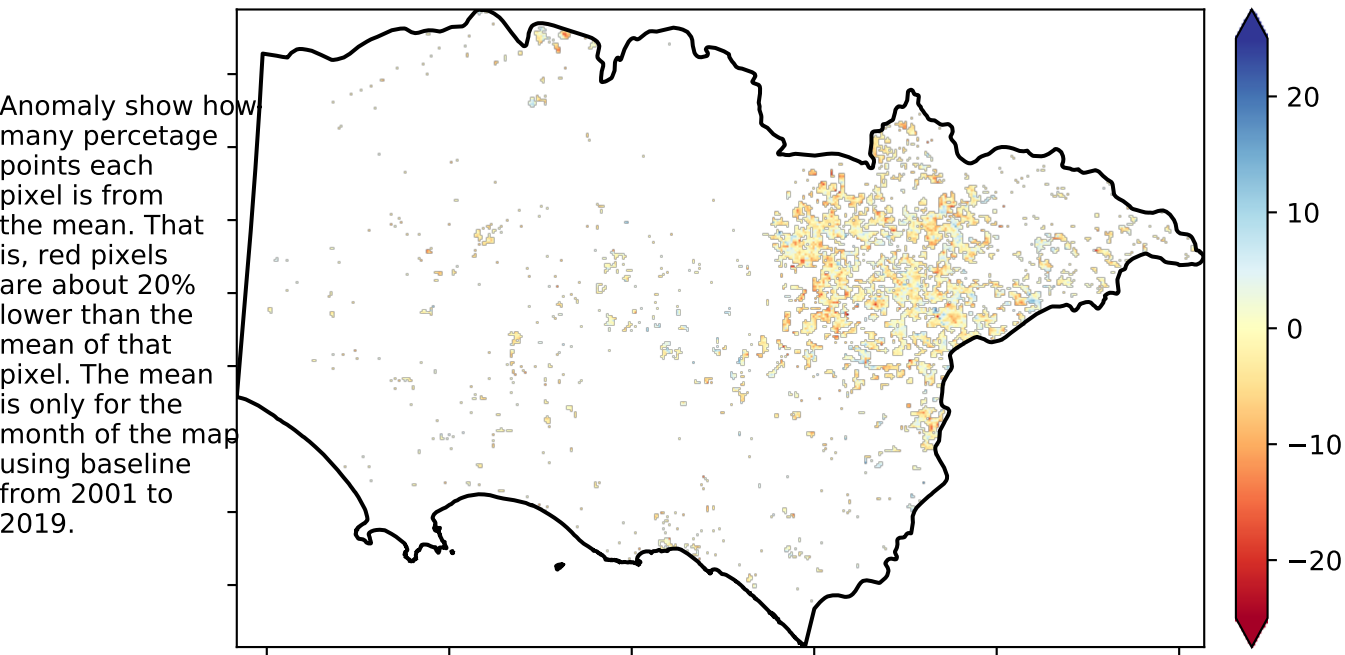 Anomaly show how
many percetage
points each
pixel is from
the mean. That
is, red pixels
are about 20%
lower than the
mean of that
pixel. The mean
is only for the
month of the map
using baseline
from 2001 to
2019.
20
10
0
−10
−20